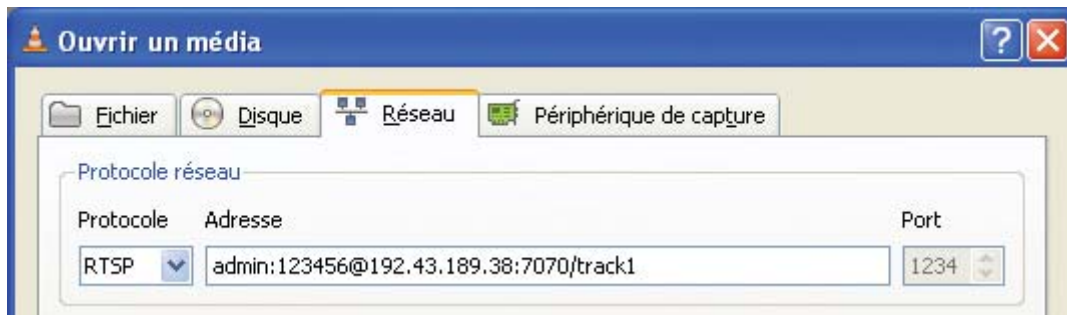 Ouvrir un média
Fichier Disque Réseau Périphérique de capture
Protocole réseau
Protocole Adresse Port
RTSP admin:123456@192.43.189.38:7070/track1 1234